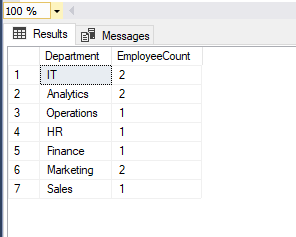 100 %
Results Messages
Department EmployeeCount
1 IT 2
2 Analytics 2
3 Operations 1
4 HR 1
5 Finance 1
6 Marketing 2
7 Sales 1